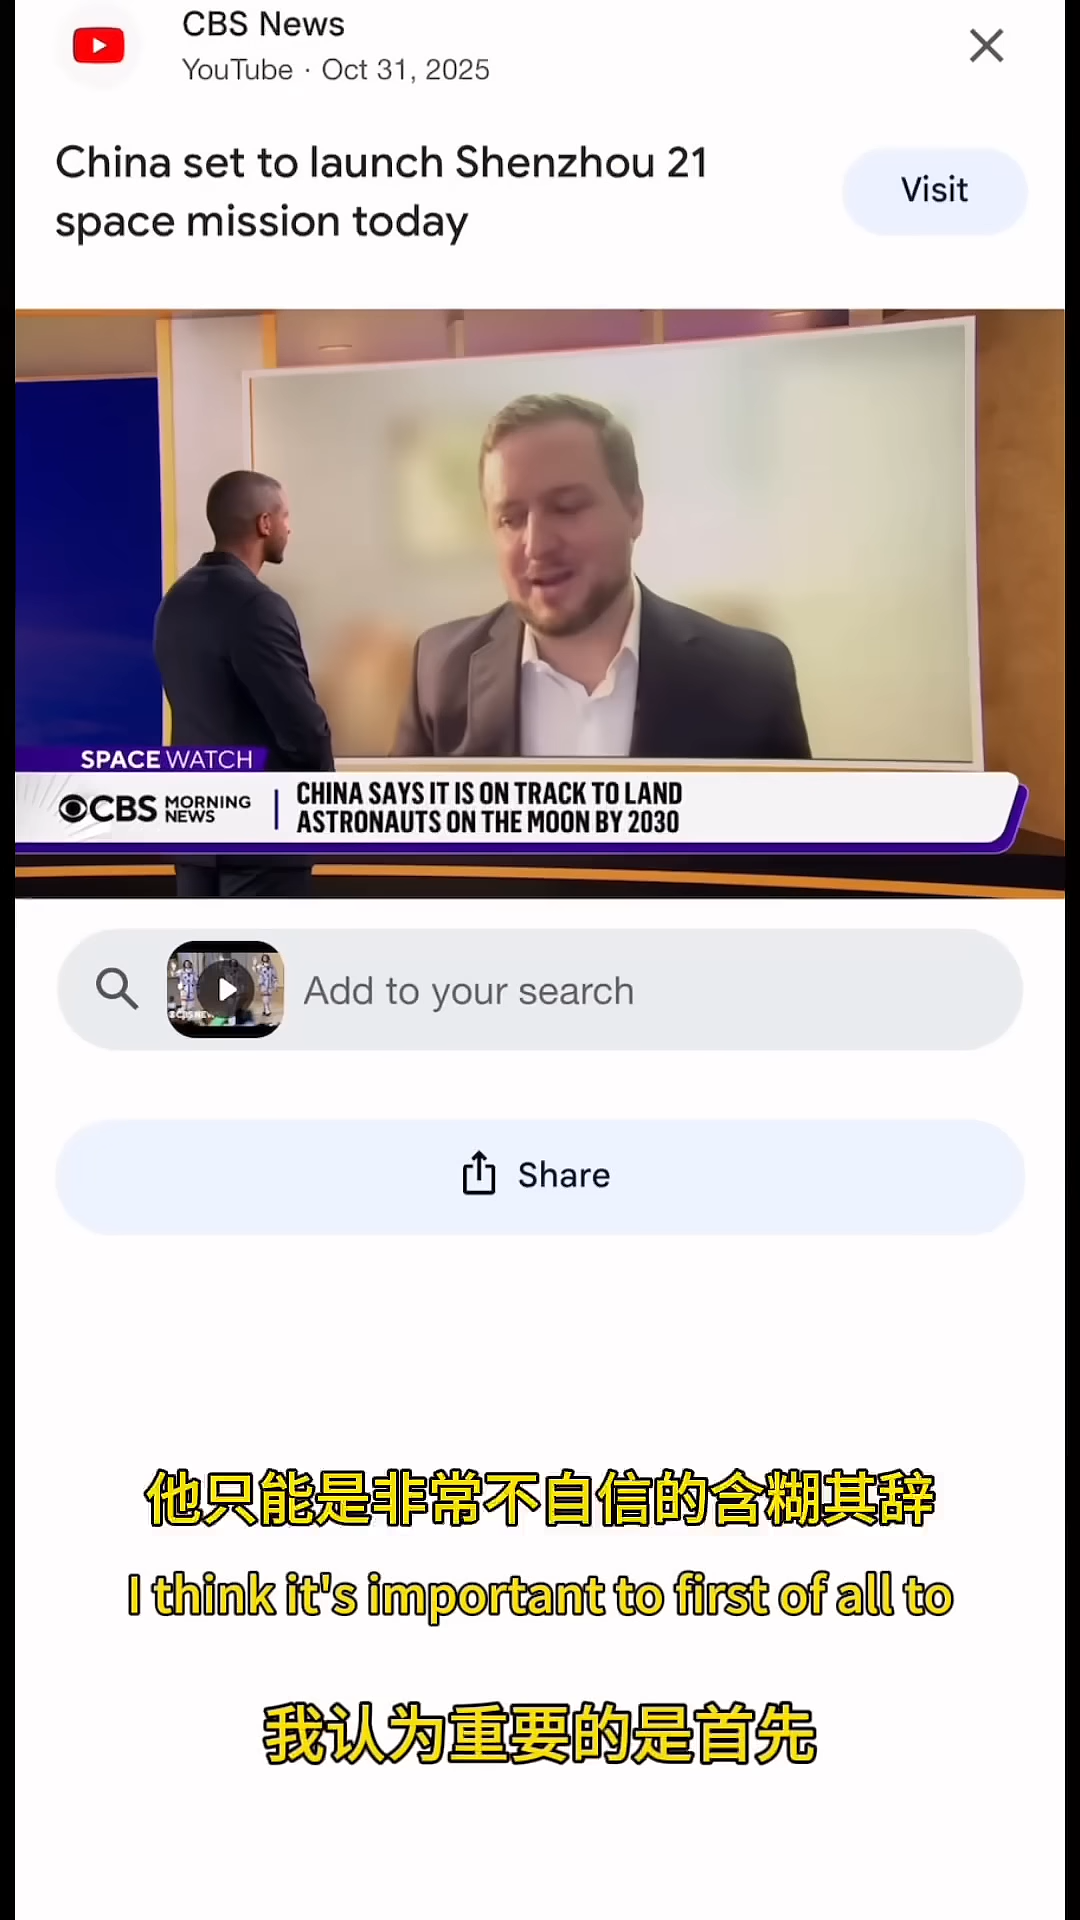 CBS News
YouTube · Oct 31, 2025
China set to launch Shenzhou 21
space mission today
Visit
SPACE WATCH
CBS MORNING NEWS
CHINA SAYS IT IS ON TRACK TO LAND
ASTRONAUTS ON THE MOON BY 2030
CBS NEWS
Add to your search
Share
他只能是非常不自信的含糊其辞
I think it's important to first of all to
我认为重要的是首先